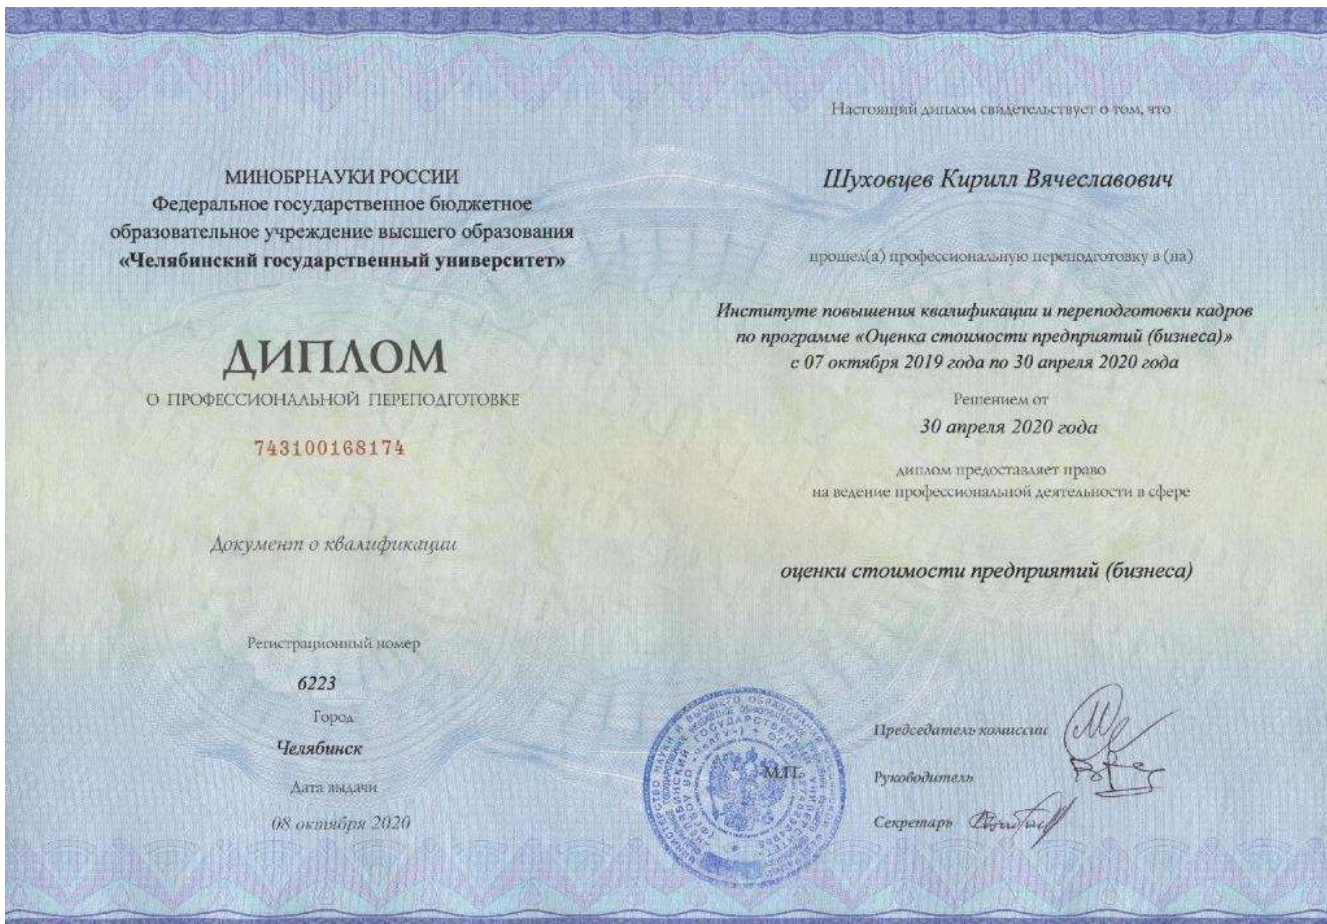 МИНОБРНАУКИ РОССИИ
Федеральное государственное бюджетное
образовательное учреждение высшего образования
«Челябинский государственный университет»
ДИПЛОМ
О ПРОФЕССИОНАЛЬНОЙ ПЕРЕПОДГОТОВКЕ
743100168174
Документ о квалификации
Регистрационный номер
6223
Город
Челябинск
Дата выдачи
08 октября 2020
Настоящий диплом свидетельствует о том, что
Шуховцев Кирилл Вячеславович
прошел(а) профессиональную переподготовку в (на)
Институте повышения квалификации и переподготовки кадров
по программе «Оценка стоимости предприятий (бизнеса)»
с 07 октября 2019 года по 30 апреля 2020 года
Решением от
30 апреля 2020 года
диплом предоставляет право
на ведение профессиональной деятельности в сфере
оценки стоимости предприятий (бизнеса)
М.П.
Председатель комиссии
Руководитель
Секретарь